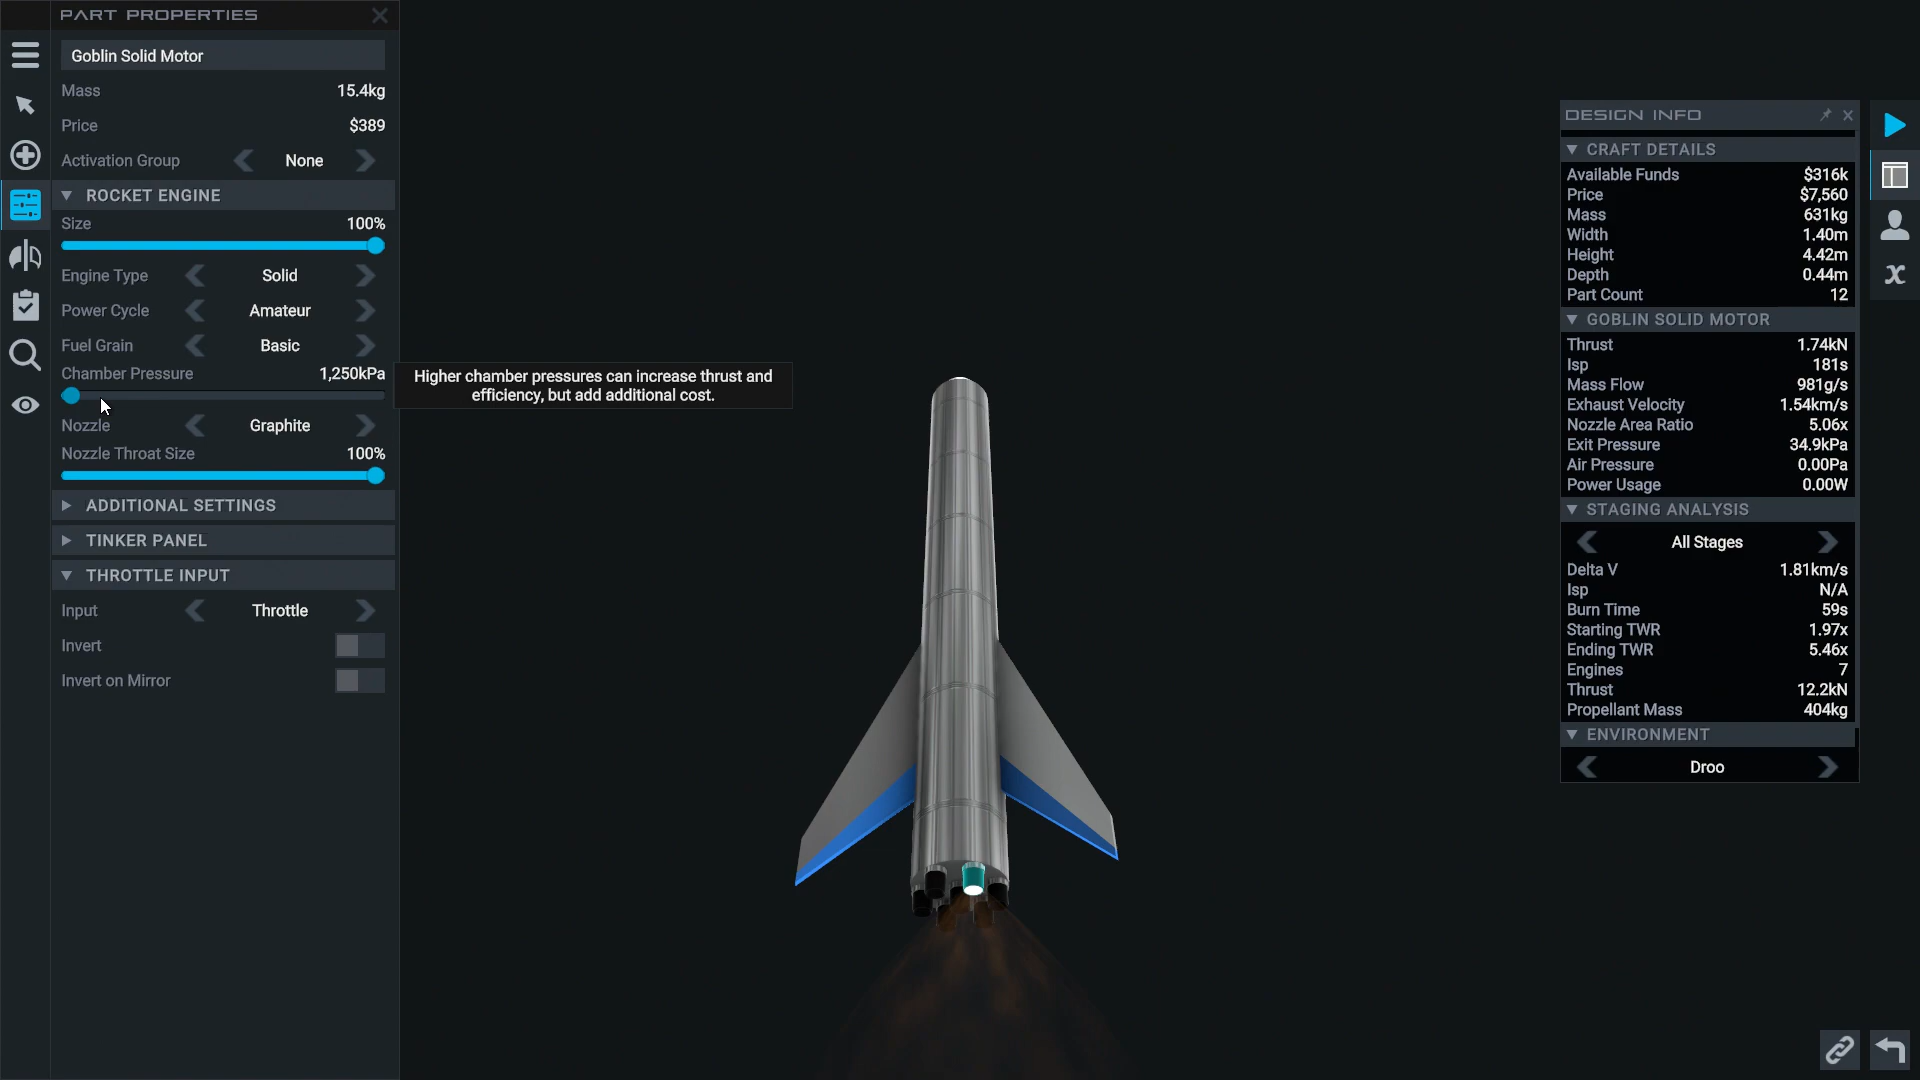 PART PROPERTIES
Goblin Solid Motor
Mass 15.4kg
Price $389
Activation Group None
ROCKET ENGINE
Size 100%
Engine Type Solid
Power Cycle Amateur
Fuel Grain Basic
Chamber Pressure 1,250kPa
Nozzle Graphite
Nozzle Throat Size 100%
ADDITIONAL SETTINGS
TINKER PANEL
THROTTLE INPUT
Input Throttle
Invert
Invert on Mirror
Higher chamber pressures can increase thrust and
efficiency, but add additional cost.
DESIGN INFO
CRAFT DETAILS
Available Funds $316k
Price $7,560
Mass 631kg
Width 1.40m
Height 4.42m
Depth 0.44m
Part Count 12
GOBLIN SOLID MOTOR
Thrust 1.74kN
Isp 181s
Mass Flow 981g/s
Exhaust Velocity 1.54km/s
Nozzle Area Ratio 5.06x
Exit Pressure 34.9kPa
Air Pressure 0.00Pa
Power Usage 0.00W
STAGING ANALYSIS
All Stages
Delta V 1.81km/s
Isp N/A
Burn Time 59s
Starting TWR 1.97x
Ending TWR 5.46x
Engines 7
Thrust 12.2kN
Propellant Mass 404kg
ENVIRONMENT
Droo